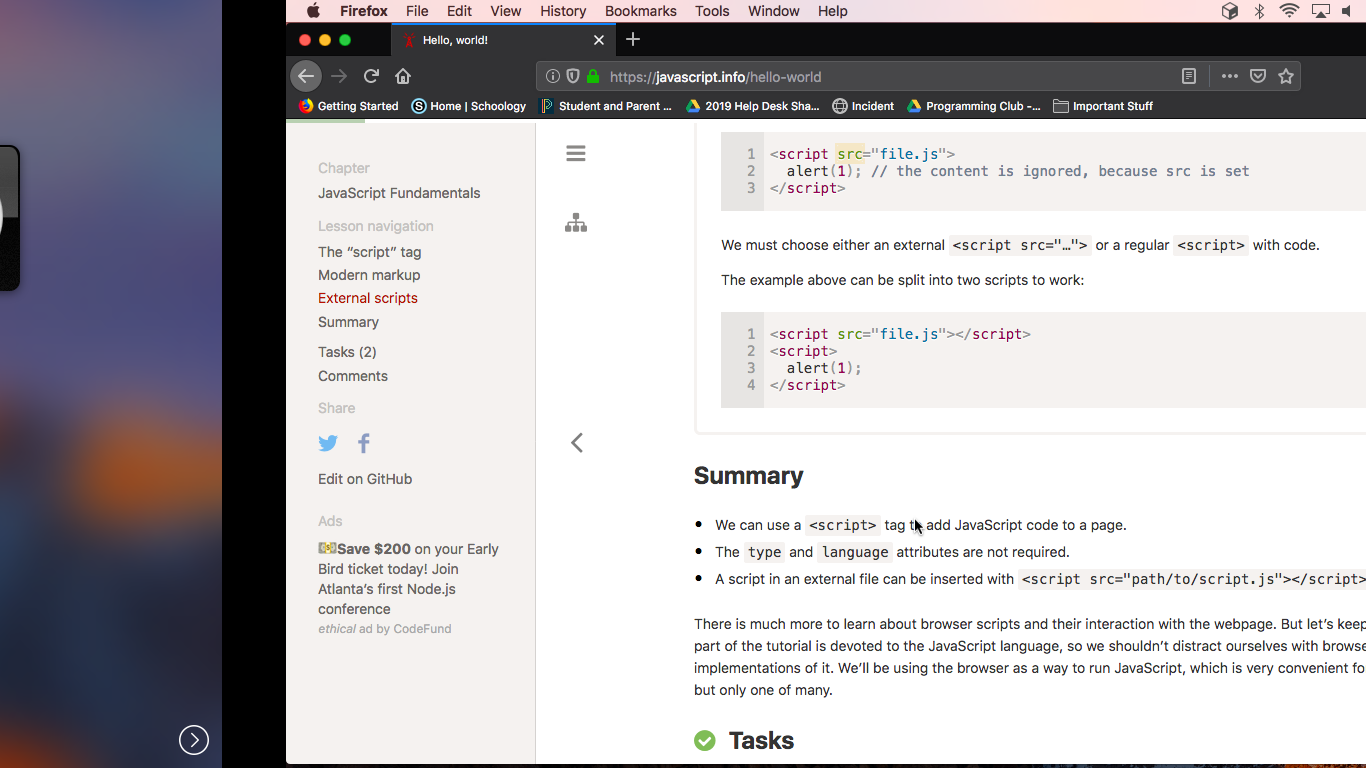 Firefox File Edit View History Bookmarks Tools Window Help
Hello, world!
https://javascript.info/hello-world
Getting Started Home | Schoology Student and Parent ... 2019 Help Desk Sha... Incident Programming Club -... Important Stuff
Chapter
JavaScript Fundamentals
Lesson navigation
The “script” tag
Modern markup
External scripts
Summary
Tasks (2)
Comments
Share
Edit on GitHub
Ads
Save $200 on your Early
Bird ticket today! Join
Atlanta’s first Node.js
conference
ethical ad by CodeFund
1 <script src="file.js">
2   alert(1); // the content is ignored, because src is set
3 </script>
We must choose either an external <script src="…"> or a regular <script> with code.
The example above can be split into two scripts to work:
1 <script src="file.js"></script>
2 <script>
3   alert(1);
4 </script>
Summary
We can use a <script> tag to add JavaScript code to a page.
The type and language attributes are not required.
A script in an external file can be inserted with <script src="path/to/script.js"></script>
There is much more to learn about browser scripts and their interaction with the webpage. But let’s keep
part of the tutorial is devoted to the JavaScript language, so we shouldn’t distract ourselves with browse
implementations of it. We’ll be using the browser as a way to run JavaScript, which is very convenient fo
but only one of many.
Tasks